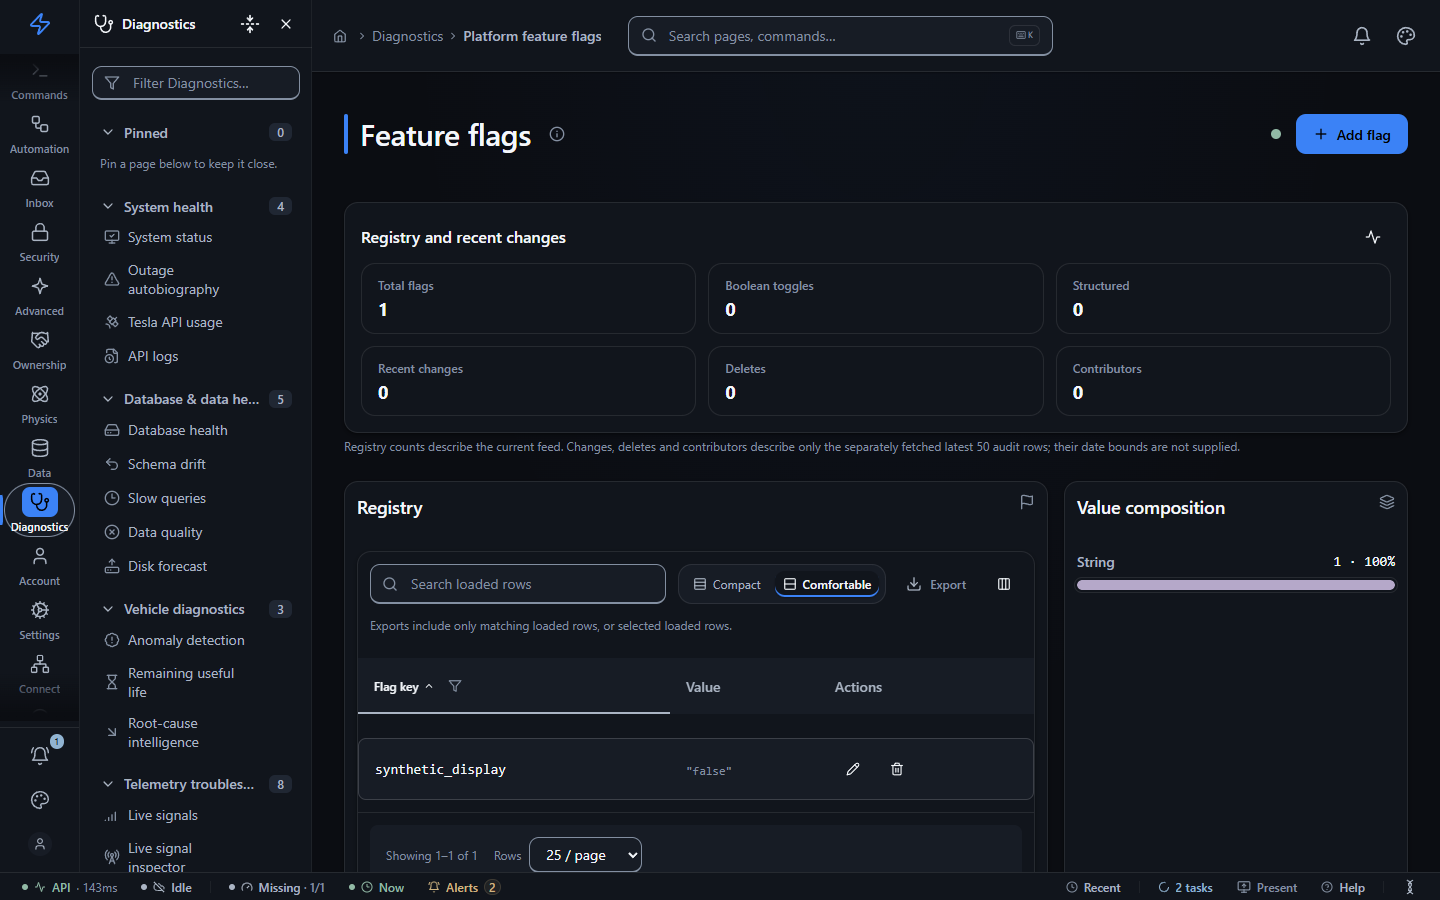 Commands
Automation
Inbox
Security
Advanced
Ownership
Physics
Data
Diagnostics
Account
Settings
Connect
1
Diagnostics
Filter Diagnostics...
Pinned 0
Pin a page below to keep it close.
System health 4
System status
Outage
autobiography
Tesla API usage
API logs
Database & data he... 5
Database health
Schema drift
Slow queries
Data quality
Disk forecast
Vehicle diagnostics 3
Anomaly detection
Remaining useful
life
Root-cause
intelligence
Telemetry troubles... 8
Live signals
Live signal
inspector
Diagnostics > Platform feature flags
Search pages, commands... K
Feature flags
Add flag
Registry and recent changes
Total flags
1
Boolean toggles
0
Structured
0
Recent changes
0
Deletes
0
Contributors
0
Registry counts describe the current feed. Changes, deletes and contributors describe only the separately fetched latest 50 audit rows; their date bounds are not supplied.
Registry
Search loaded rows
Compact
Comfortable
Export
Exports include only matching loaded rows, or selected loaded rows.
Flag key Value Actions
synthetic_display "false"
Showing 1–1 of 1 Rows 25 / page
Value composition
String 1 · 100%
API · 143ms Idle Missing · 1/1 Now Alerts 2 Recent 2 tasks Present Help